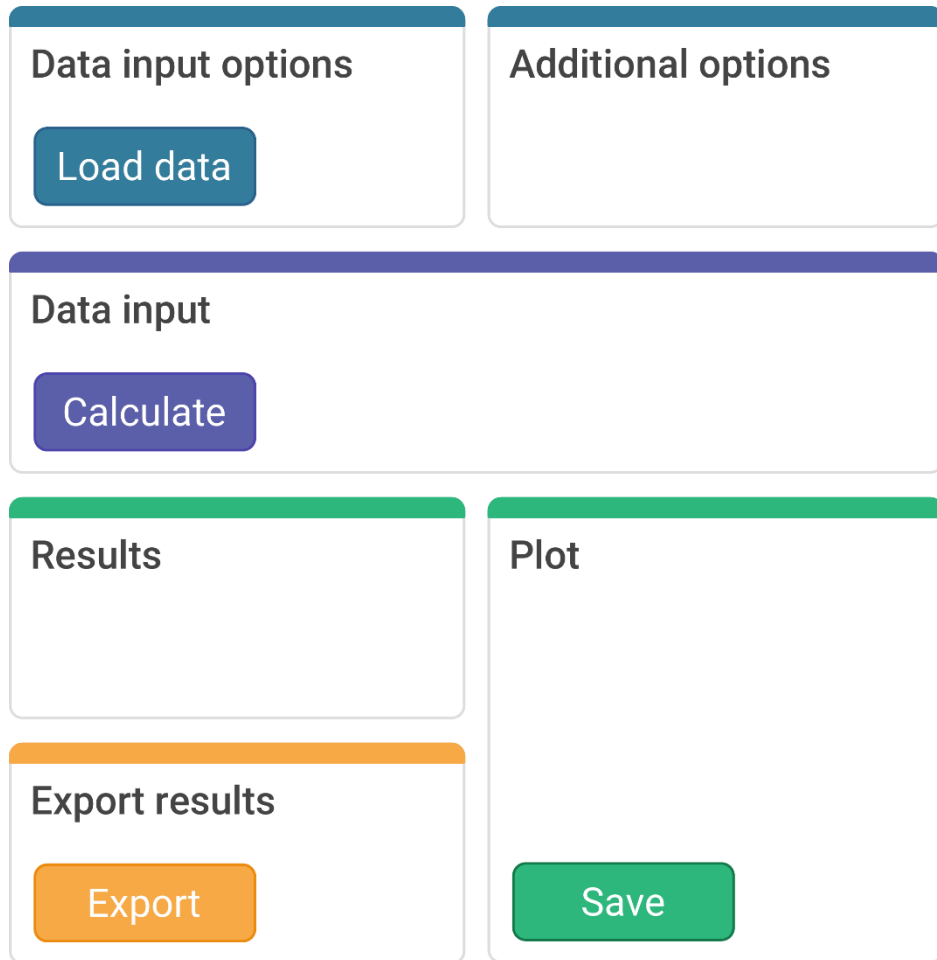 Data input options
Load data
Additional options
Data input
Calculate
Results
Plot
Export results
Export
Save